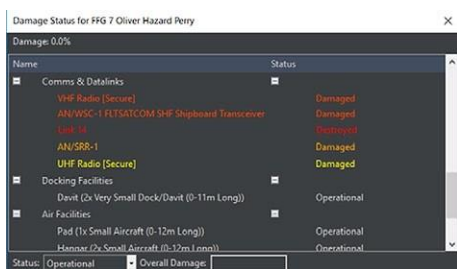 Damage Status for FFG 7 Oliver Hazard Perry
Damage: 0.0%
Name Status
Comms & Datalinks
VHF Radio [Secure] Damaged
AN/WSC-1 FLTSATCOM SHF Shipboard Transceiver Damaged
Link 14 Destroyed
AN/SRR-1 Damaged
UHF Radio [Secure] Damaged
Docking Facilities
Davit (2x Very Small Dock/Davit (0-11m Long)) Operational
Air Facilities
Pad (1x Small Aircraft (0-12m Long)) Operational
Hangar (2x Small Aircraft (0-12m Long)) Operational
Status: Operational Overall Damage: